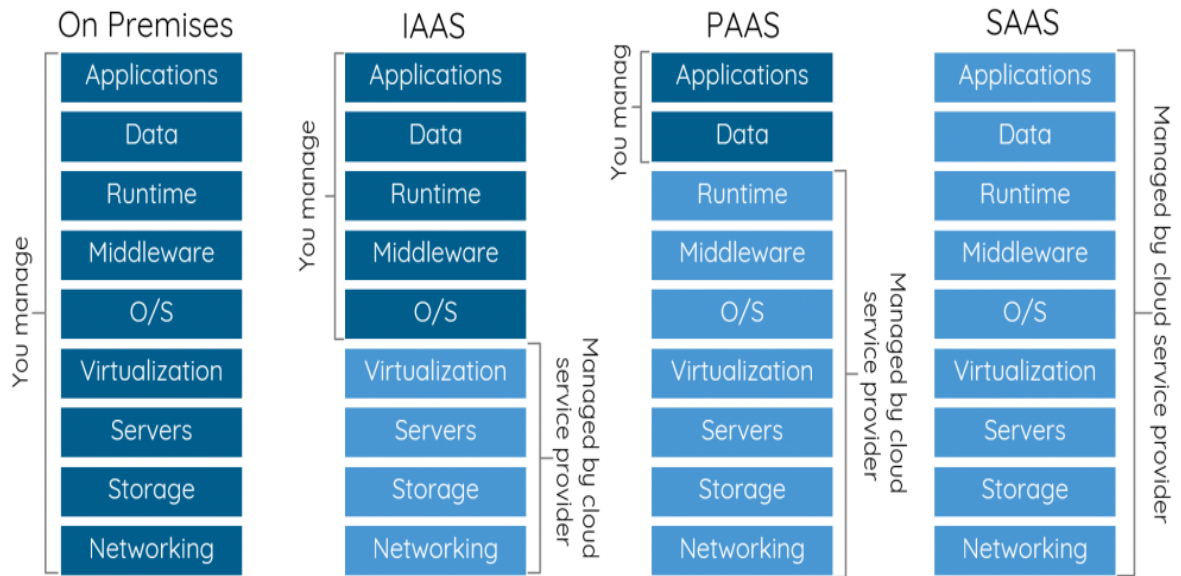 On Premises
Applications
Data
Runtime
Middleware
O/S
Virtualization
Servers
Storage
Networking
You manage
IAAS
Applications
Data
Runtime
Middleware
O/S
Virtualization
Servers
Storage
Networking
You manage
Managed by cloud
service provider
PAAS
Applications
Data
Runtime
Middleware
O/S
Virtualization
Servers
Storage
Networking
You manag
Managed by cloud
service provider
SAAS
Applications
Data
Runtime
Middleware
O/S
Virtualization
Servers
Storage
Networking
Managed by cloud service provider